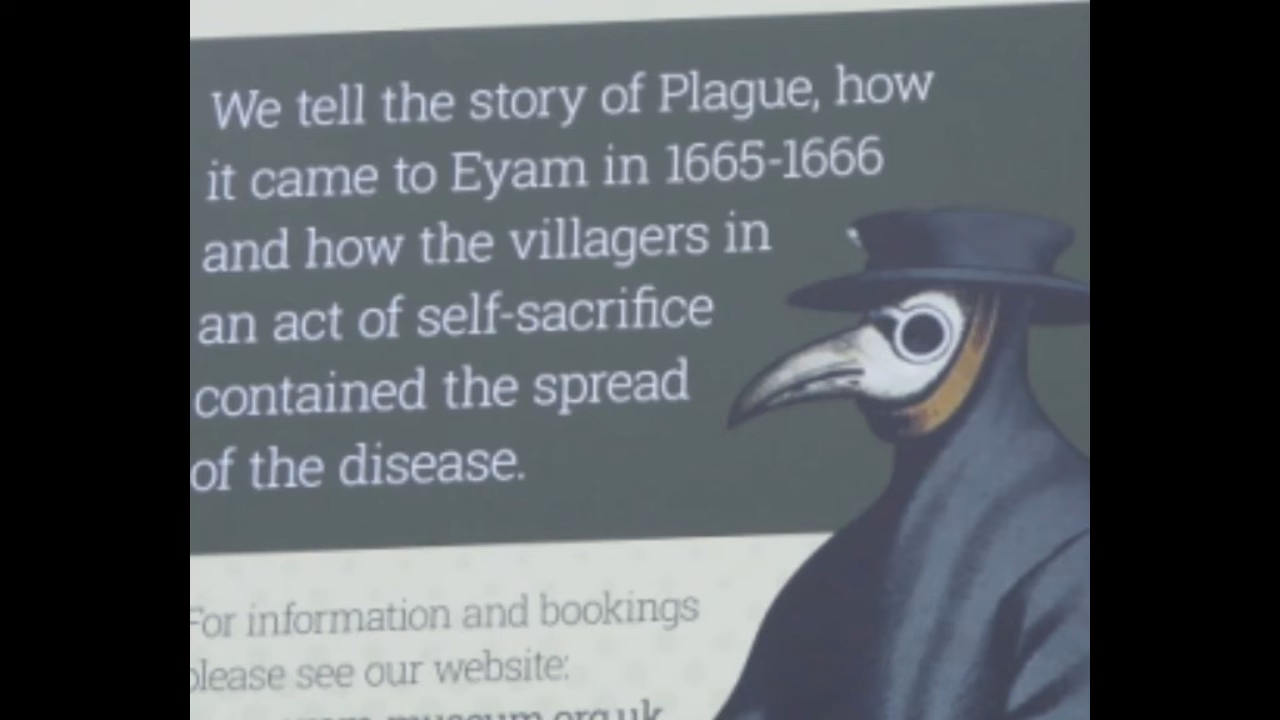 We tell the story of Plague, how
it came to Eyam in 1665-1666
and how the villagers in
an act of self-sacrifice
contained the spread
of the disease.
For information and bookings
please see our website: